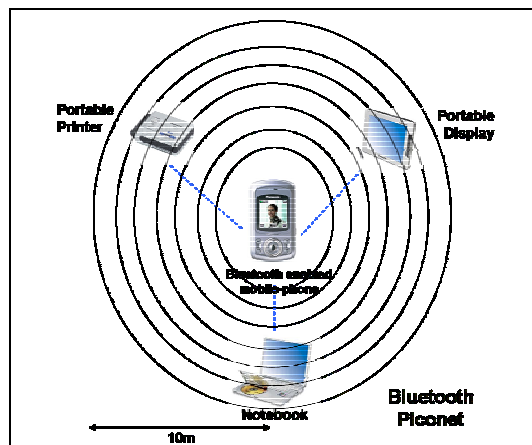 Portable
Printer
Portable
Display
Bluetooth enabled
mobile-phone
Notebook
Bluetooth
Piconet
10m